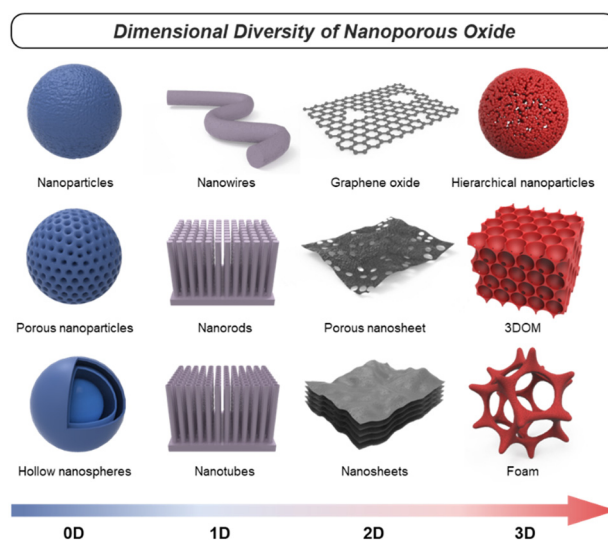 Dimensional Diversity of Nanoporous Oxide
Nanoparticles
Nanowires
Graphene oxide
Hierarchical nanoparticles
Porous nanoparticles
Nanorods
Porous nanosheet
3DOM
Hollow nanospheres
Nanotubes
Nanosheets
Foam
0D
1D
2D
3D